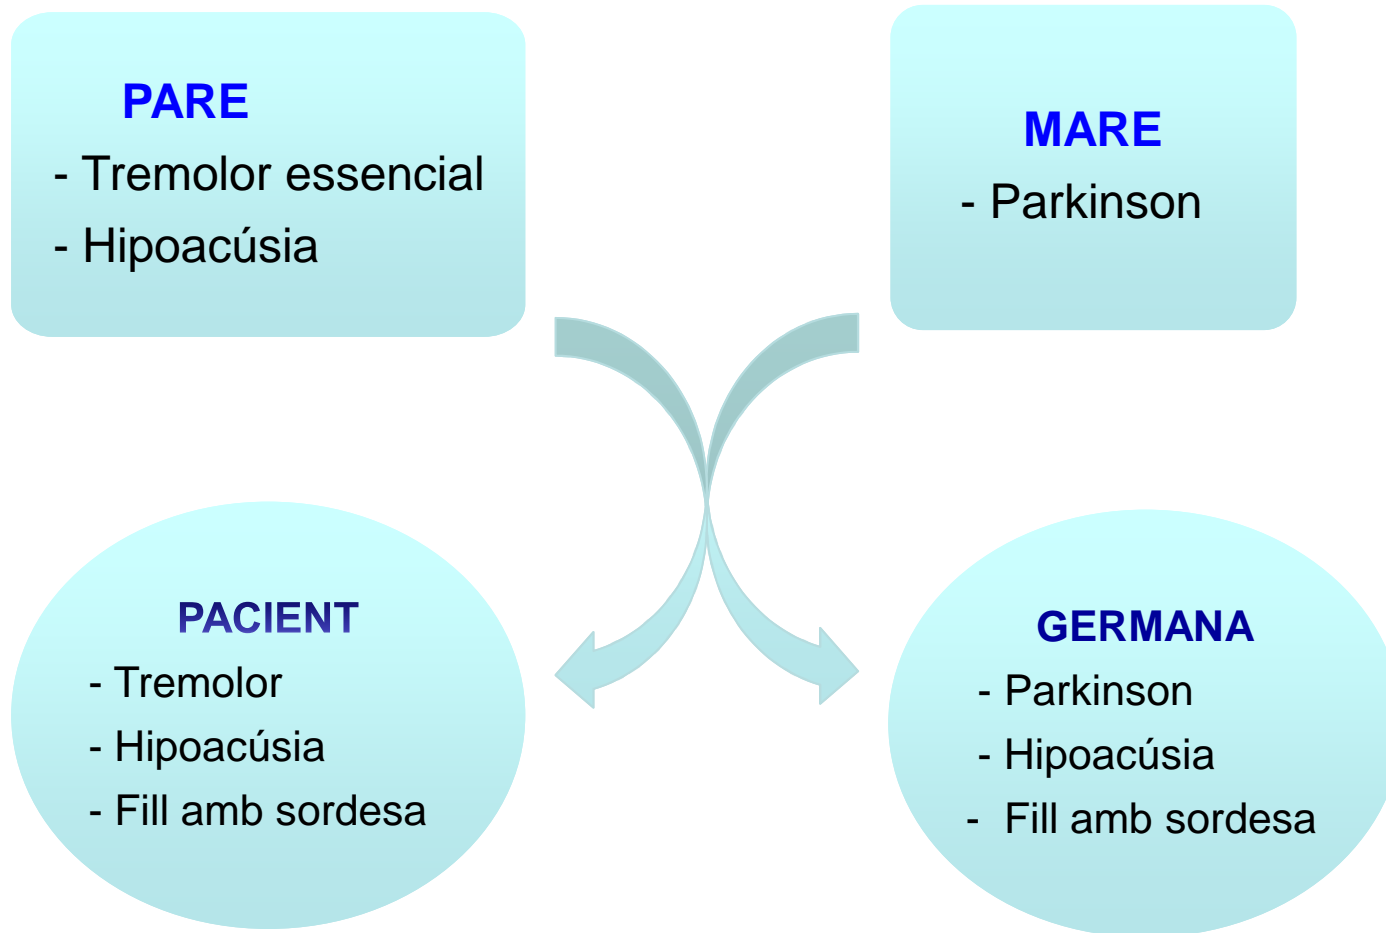 PARE
- Tremolor essencial
- Hipoacúsia
MARE
- Parkinson
PACIENT
- Tremolor
- Hipoacúsia
- Fill amb sordesa
GERMANA
- Parkinson
- Hipoacúsia
- Fill amb sordesa